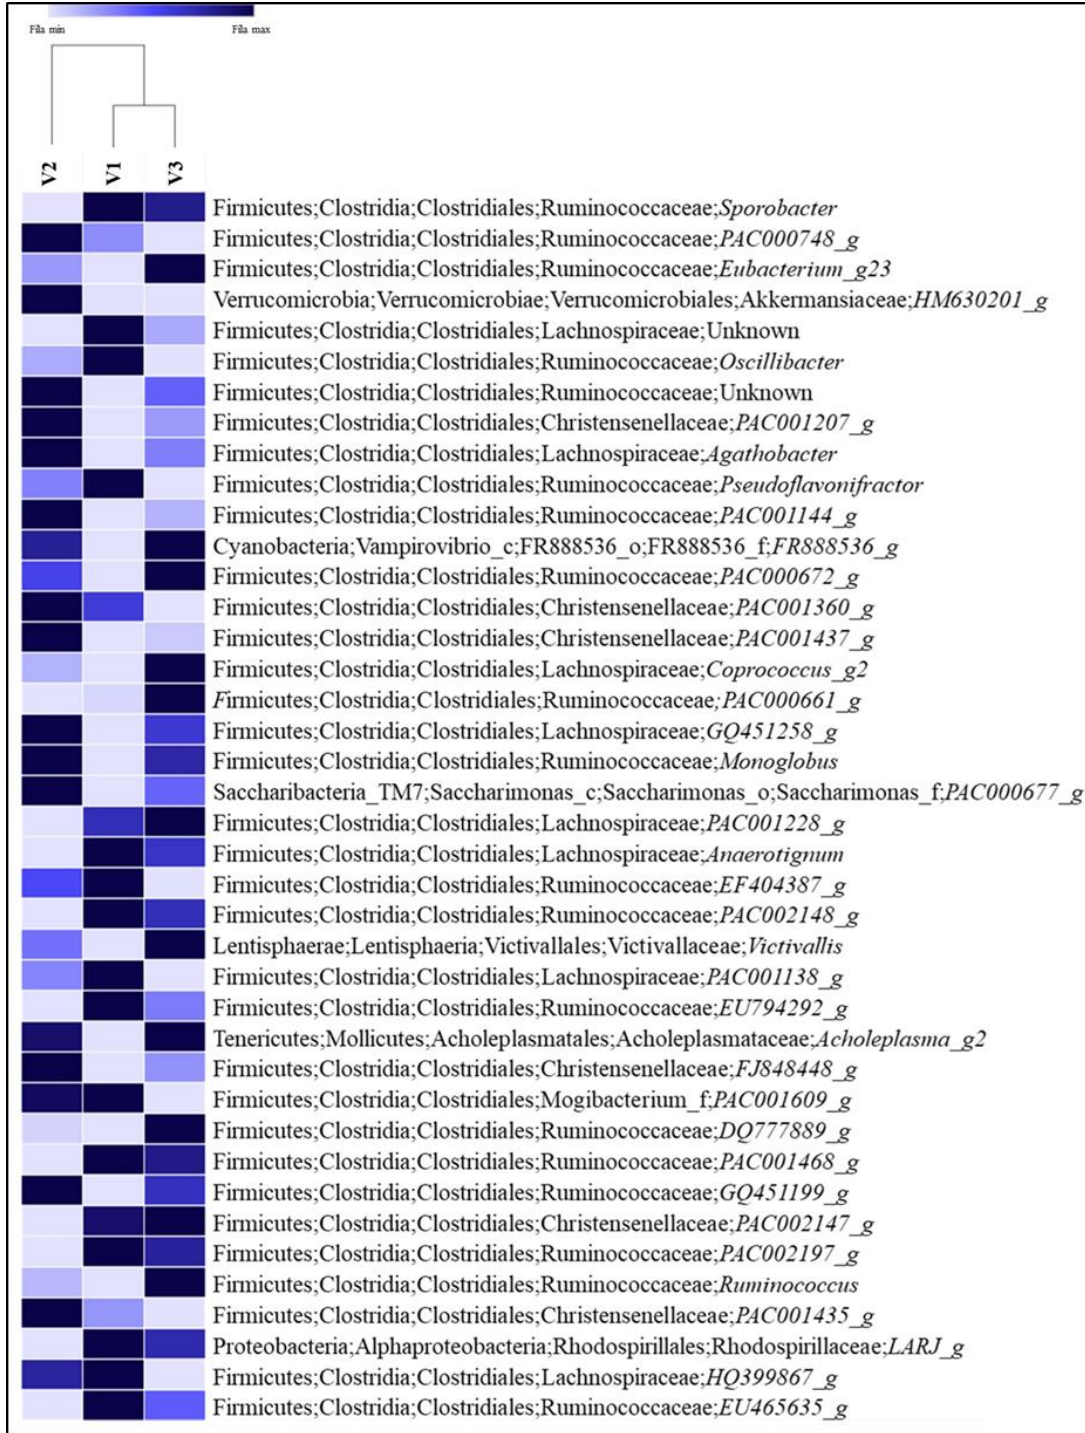 Fila min Fila max
V2 V1 V3
Firmicutes;Clostridia;Clostridiales;Ruminococcaceae;Sporobacter
Firmicutes;Clostridia;Clostridiales;Ruminococcaceae;PAC000748_g
Firmicutes;Clostridia;Clostridiales;Ruminococcaceae;Eubacterium_g23
Verrucomicrobia;Verrucomicrobiae;Verrucomicrobiales;Akkermansiaceae;HM630201_g
Firmicutes;Clostridia;Clostridiales;Lachnospiraceae;Unknown
Firmicutes;Clostridia;Clostridiales;Ruminococcaceae;Oscillibacter
Firmicutes;Clostridia;Clostridiales;Ruminococcaceae;Unknown
Firmicutes;Clostridia;Clostridiales;Christensenellaceae;PAC001207_g
Firmicutes;Clostridia;Clostridiales;Lachnospiraceae;Agathobacter
Firmicutes;Clostridia;Clostridiales;Ruminococcaceae;Pseudoflavonifractor
Firmicutes;Clostridia;Clostridiales;Ruminococcaceae;PAC001144_g
Cyanobacteria;Vampirovibrio_c;FR888536_o;FR888536_f;FR888536_g
Firmicutes;Clostridia;Clostridiales;Ruminococcaceae;PAC000672_g
Firmicutes;Clostridia;Clostridiales;Christensenellaceae;PAC001360_g
Firmicutes;Clostridia;Clostridiales;Christensenellaceae;PAC001437_g
Firmicutes;Clostridia;Clostridiales;Lachnospiraceae;Coprococcus_g2
Firmicutes;Clostridia;Clostridiales;Ruminococcaceae;PAC000661_g
Firmicutes;Clostridia;Clostridiales;Lachnospiraceae;GQ451258_g
Firmicutes;Clostridia;Clostridiales;Ruminococcaceae;Monoglobus
Saccharibacteria_TM7;Saccharimonas_c;Saccharimonas_o;Saccharimonas_f;PAC000677_g
Firmicutes;Clostridia;Clostridiales;Lachnospiraceae;PAC001228_g
Firmicutes;Clostridia;Clostridiales;Lachnospiraceae;Anaerotignum
Firmicutes;Clostridia;Clostridiales;Ruminococcaceae;EF404387_g
Firmicutes;Clostridia;Clostridiales;Ruminococcaceae;PAC002148_g
Lentisphaerae;Lentisphaeria;Victivallales;Victivallaceae;Victivallis
Firmicutes;Clostridia;Clostridiales;Lachnospiraceae;PAC001138_g
Firmicutes;Clostridia;Clostridiales;Ruminococcaceae;EU794292_g
Tenericutes;Mollicutes;Acholeplasmatales;Acholeplasmataceae;Acholeplasma_g2
Firmicutes;Clostridia;Clostridiales;Christensenellaceae;FJ848448_g
Firmicutes;Clostridia;Clostridiales;Mogibacterium_f;PAC001609_g
Firmicutes;Clostridia;Clostridiales;Ruminococcaceae;DQ777889_g
Firmicutes;Clostridia;Clostridiales;Ruminococcaceae;PAC001468_g
Firmicutes;Clostridia;Clostridiales;Ruminococcaceae;GQ451199_g
Firmicutes;Clostridia;Clostridiales;Christensenellaceae;PAC002147_g
Firmicutes;Clostridia;Clostridiales;Ruminococcaceae;PAC002197_g
Firmicutes;Clostridia;Clostridiales;Ruminococcaceae;Ruminococcus
Firmicutes;Clostridia;Clostridiales;Christensenellaceae;PAC001435_g
Proteobacteria;Alphaproteobacteria;Rhodospirillales;Rhodospirillaceae;LARJ_g
Firmicutes;Clostridia;Clostridiales;Lachnospiraceae;HQ399867_g
Firmicutes;Clostridia;Clostridiales;Ruminococcaceae;EU465635_g